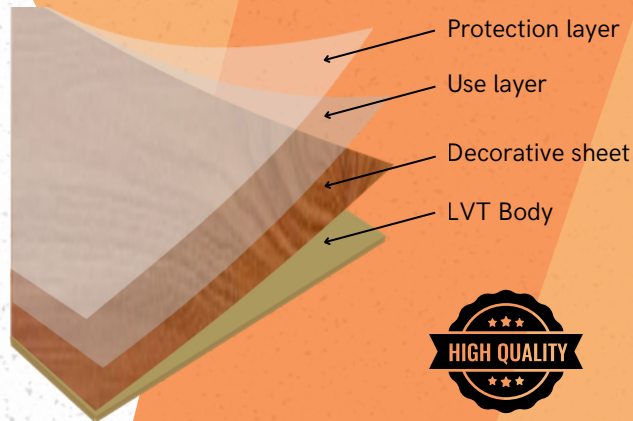 Protection layer
Use layer
Decorative sheet
LVT Body
HIGH QUALITY